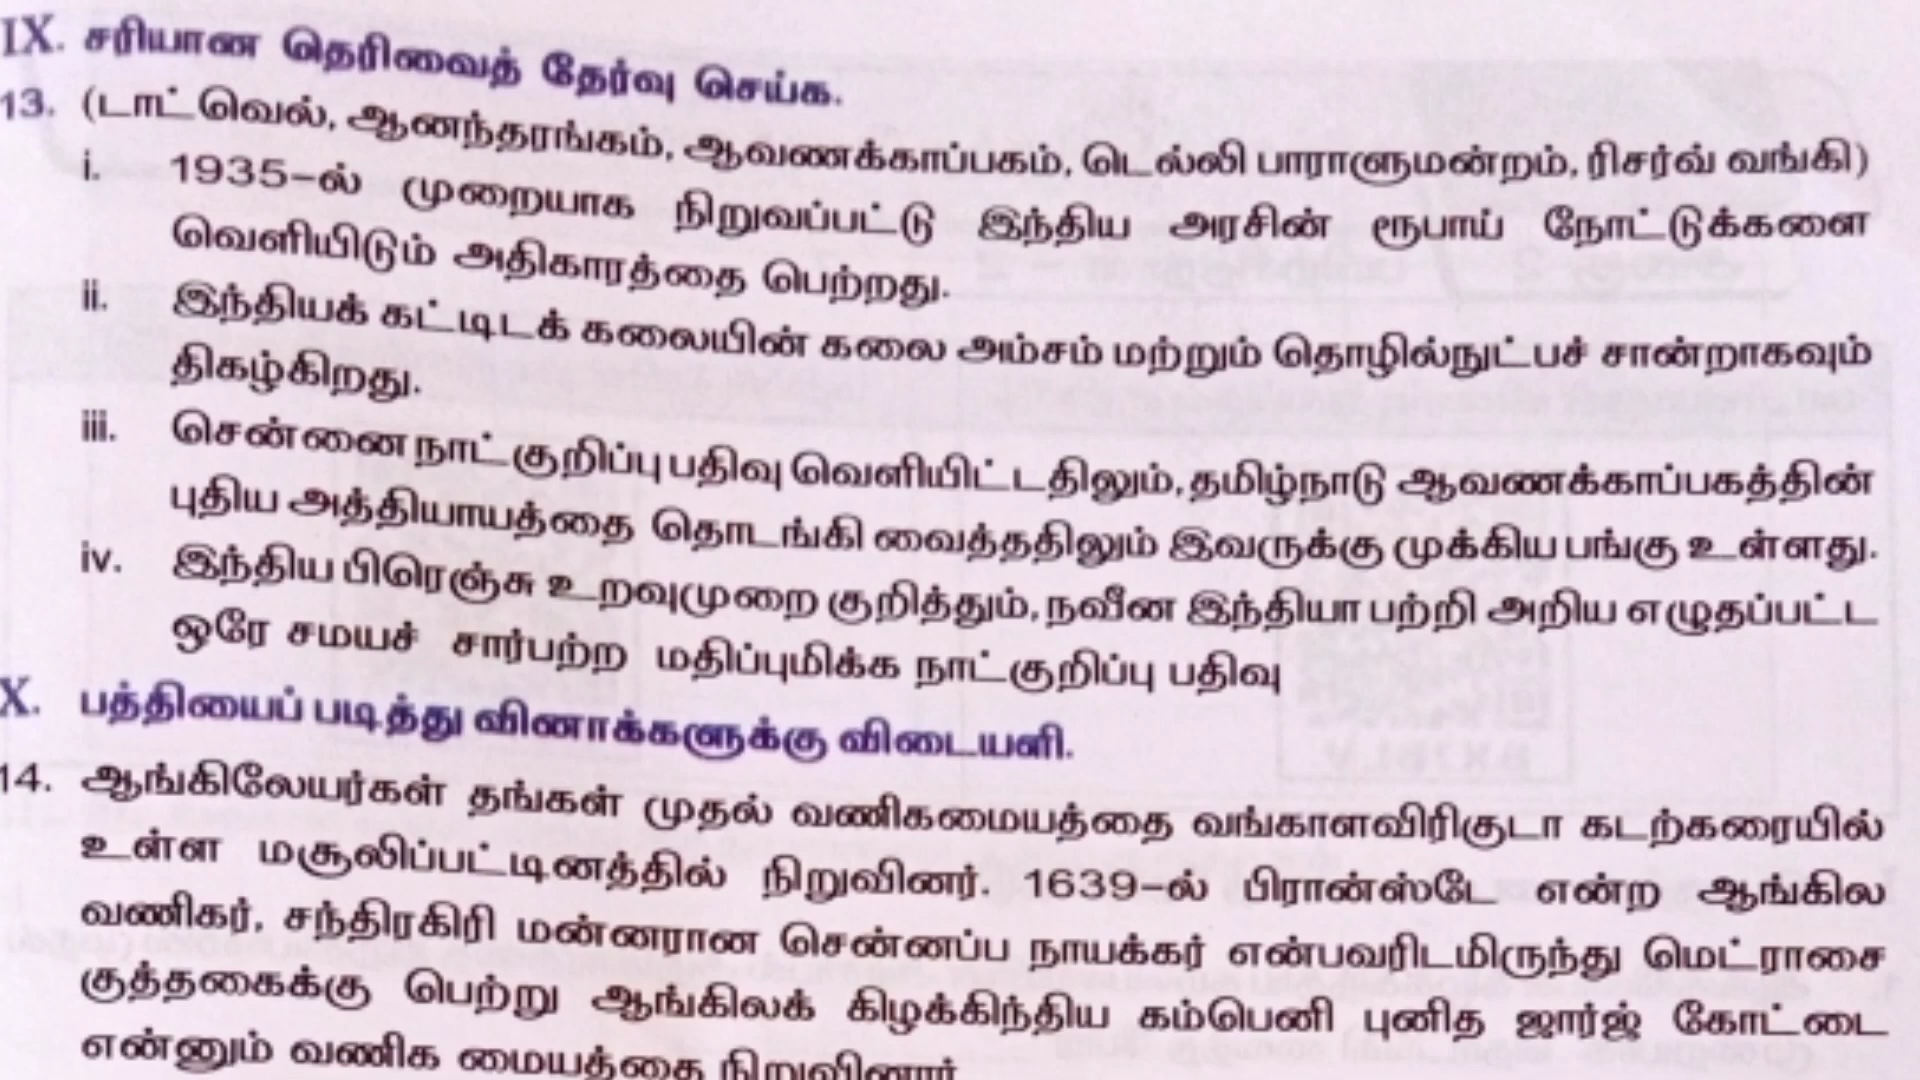 IX. சரியான தெரிவைத் தேர்வு செய்க.
13. (டாட்வெல், ஆனந்தரங்கம், ஆவணக்காப்பகம், டெல்லி பாராளுமன்றம், ரிசர்வ் வங்கி)
i. 1935–ல் முறையாக நிறுவப்பட்டு இந்திய அரசின் ரூபாய் நோட்டுக்களை
வெளியிடும் அதிகாரத்தை பெற்றது.
ii. இந்தியக் கட்டிடக் கலையின் கலை அம்சம் மற்றும் தொழில்நுட்பச் சான்றாகவும்
திகழ்கிறது.
iii. சென்னை நாட்குறிப்பு பதிவு வெளியிட்டதிலும், தமிழ்நாடு ஆவணக்காப்பகத்தின்
புதிய அத்தியாயத்தை தொடங்கி வைத்ததிலும் இவருக்கு முக்கிய பங்கு உள்ளது.
iv. இந்திய பிரெஞ்சு உறவுமுறை குறித்தும், நவீன இந்தியா பற்றி அறிய எழுதப்பட்ட
ஒரே சமயச் சார்பற்ற மதிப்புமிக்க நாட்குறிப்பு பதிவு
X. பத்தியைப் படித்து வினாக்களுக்கு விடையளி.
14. ஆங்கிலேயர்கள் தங்கள் முதல் வணிகமையத்தை வங்காளவிரிகுடா கடற்கரையில்
உள்ள மசூலிப்பட்டினத்தில் நிறுவினர். 1639–ல் பிரான்ஸ்டே என்ற ஆங்கில
வணிகர், சந்திரகிரி மன்னரான சென்னப்ப நாயக்கர் என்பவரிடமிருந்து மெட்ராசை
குத்தகைக்கு பெற்று ஆங்கிலக் கிழக்கிந்திய கம்பெனி புனித ஜார்ஜ் கோட்டை
என்னும் வணிக மையத்தை நிறுவினார்